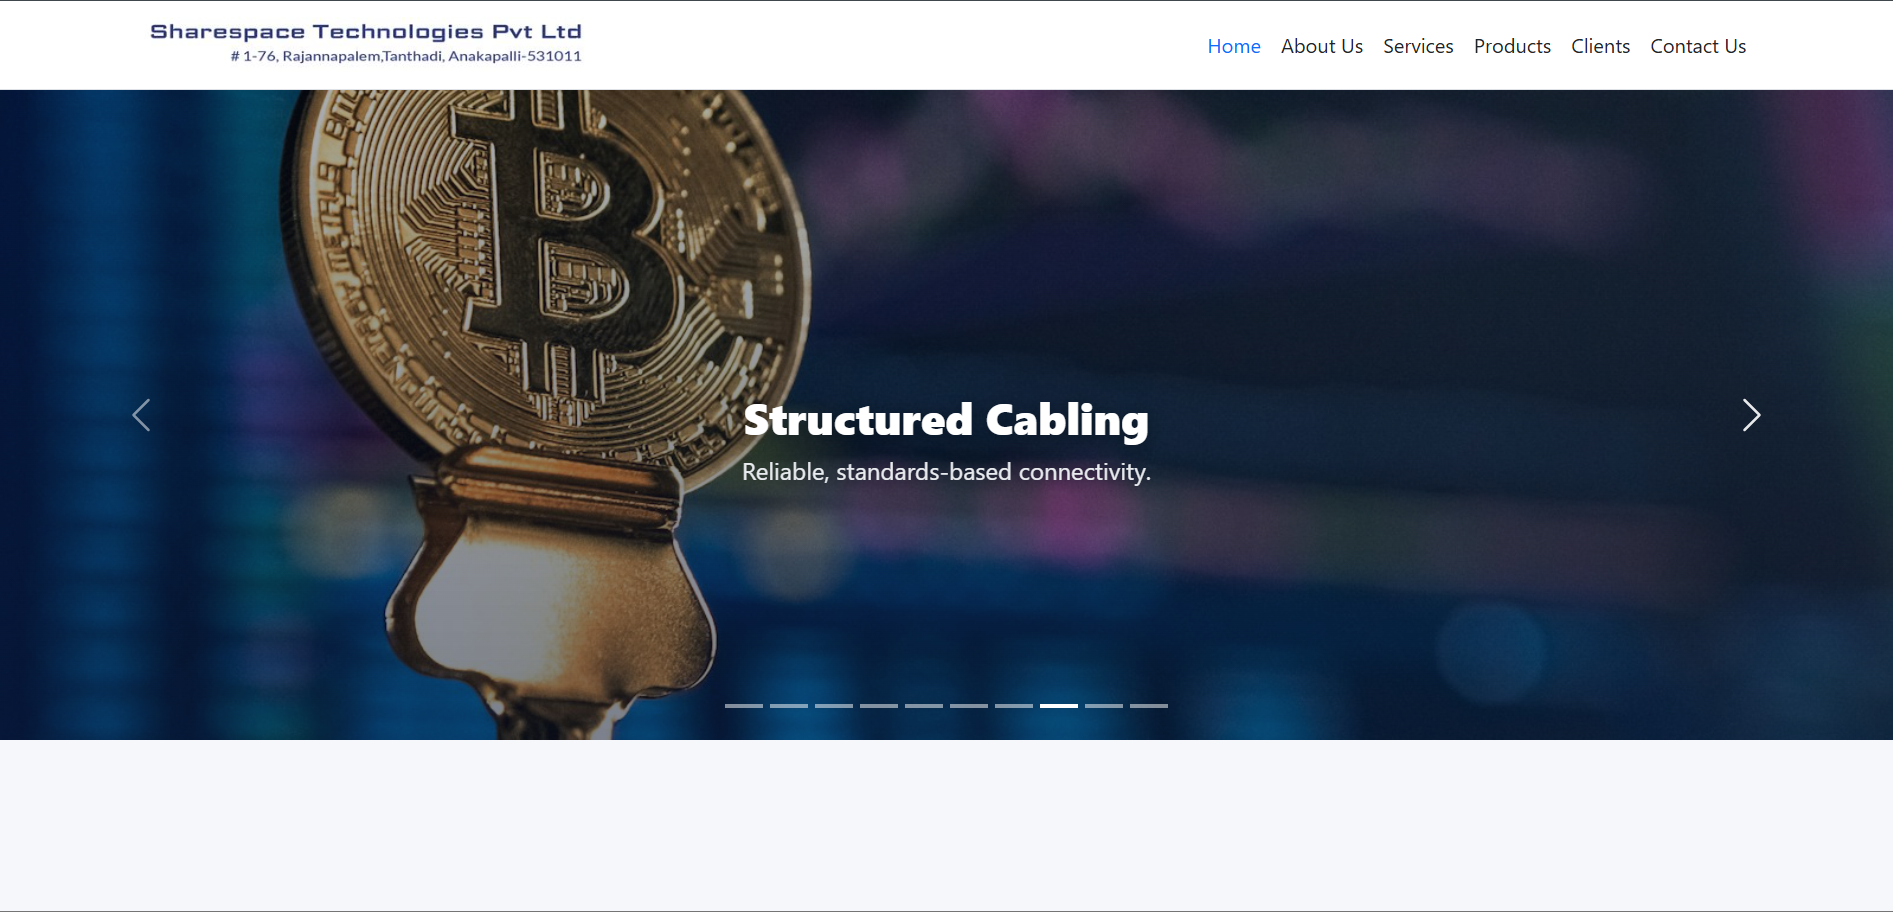 Sharespace Technologies Pvt Ltd
# 1-76, Rajannapalem,Tanthadi, Anakapalli-531011
Home
About Us
Services
Products
Clients
Contact Us
Structured Cabling
Reliable, standards-based connectivity.